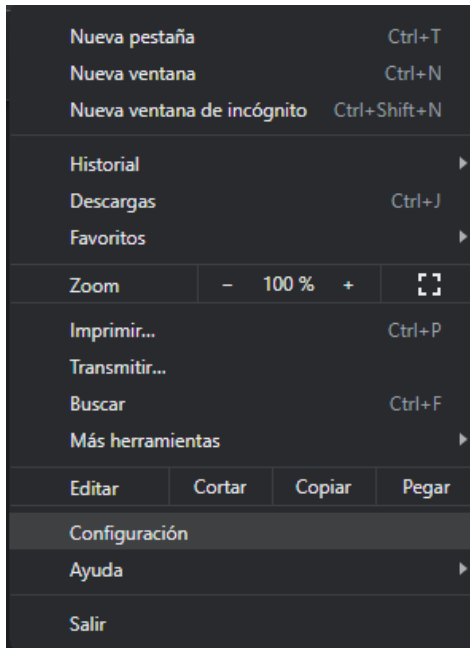 Nueva pestaña Ctrl+T
Nueva ventana Ctrl+N
Nueva ventana de incógnito Ctrl+Shift+N
Historial
Descargas Ctrl+J
Favoritos
Zoom – 100 % +
Imprimir... Ctrl+P
Transmitir...
Buscar Ctrl+F
Más herramientas
Editar Cortar Copiar Pegar
Configuración
Ayuda
Salir